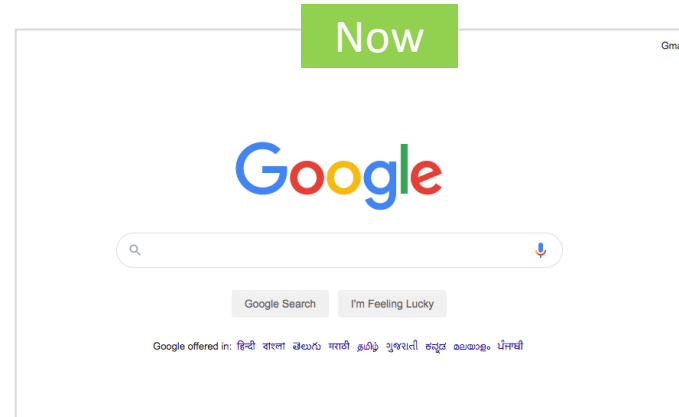 Now
Gma
Google
Google Search I'm Feeling Lucky
Google offered in: हिन्दी বাংলা తెలుగు मराठी தமிழ் ગુજરાતી ಕನ್ನಡ മലയാളം ਪੰਜਾਬੀ